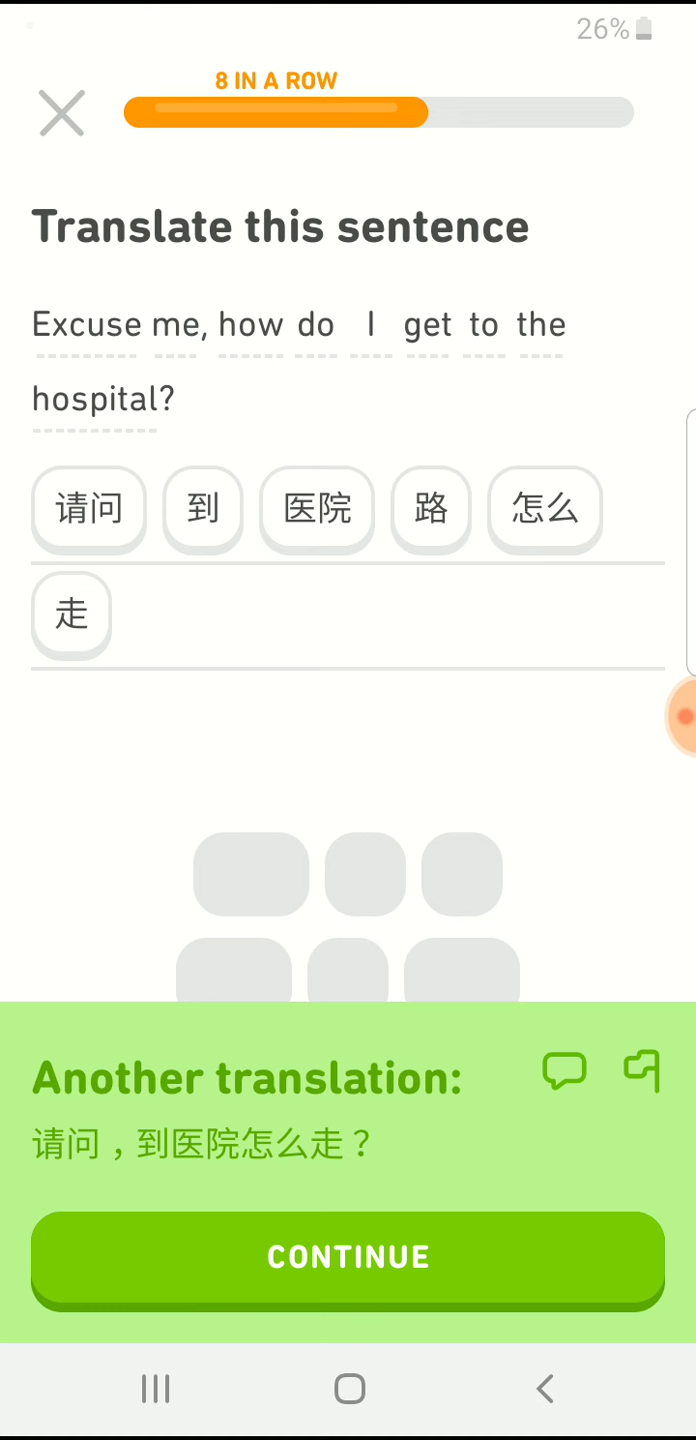 26%
8 IN A ROW
Translate this sentence
Excuse me, how do I get to the
hospital?
请问 到 医院 路 怎么
走
Another translation:
请问，到医院怎么走？
CONTINUE